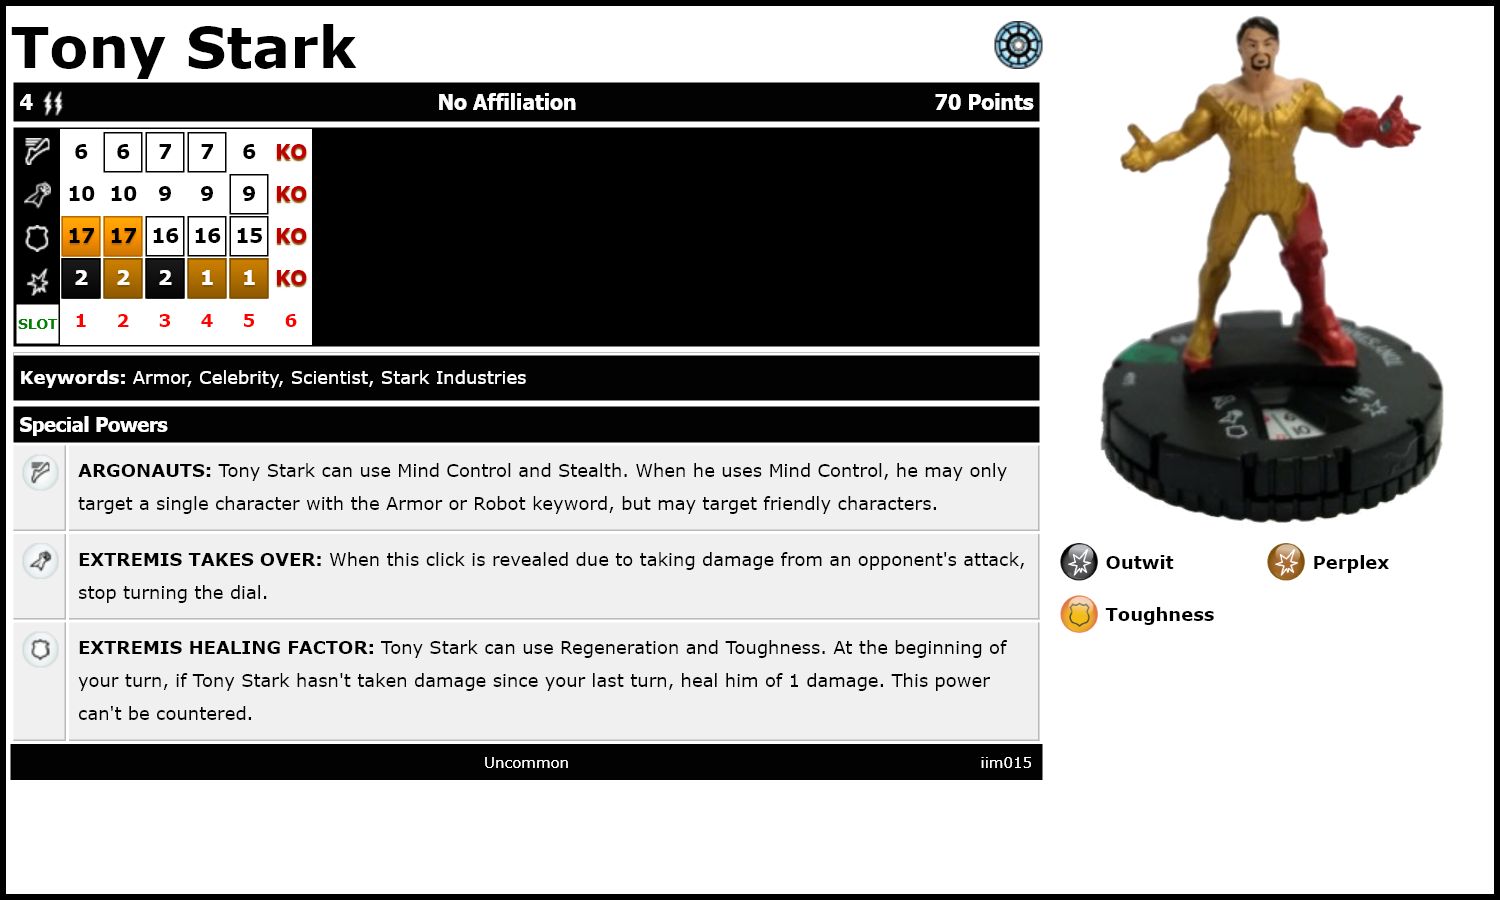 Tony Stark
4 No Affiliation 70 Points
6 6 7 7 6 KO
10 10 9 9 9 KO
17 17 16 16 15 KO
2 2 2 1 1 KO
SLOT 1 2 3 4 5 6
Keywords: Armor, Celebrity, Scientist, Stark Industries
Special Powers
ARGONAUTS: Tony Stark can use Mind Control and Stealth. When he uses Mind Control, he may only
target a single character with the Armor or Robot keyword, but may target friendly characters.
EXTREMIS TAKES OVER: When this click is revealed due to taking damage from an opponent's attack,
stop turning the dial.
EXTREMIS HEALING FACTOR: Tony Stark can use Regeneration and Toughness. At the beginning of
your turn, if Tony Stark hasn't taken damage since your last turn, heal him of 1 damage. This power
can't be countered.
Uncommon iim015
TONY STARK
Outwit Perplex
Toughness